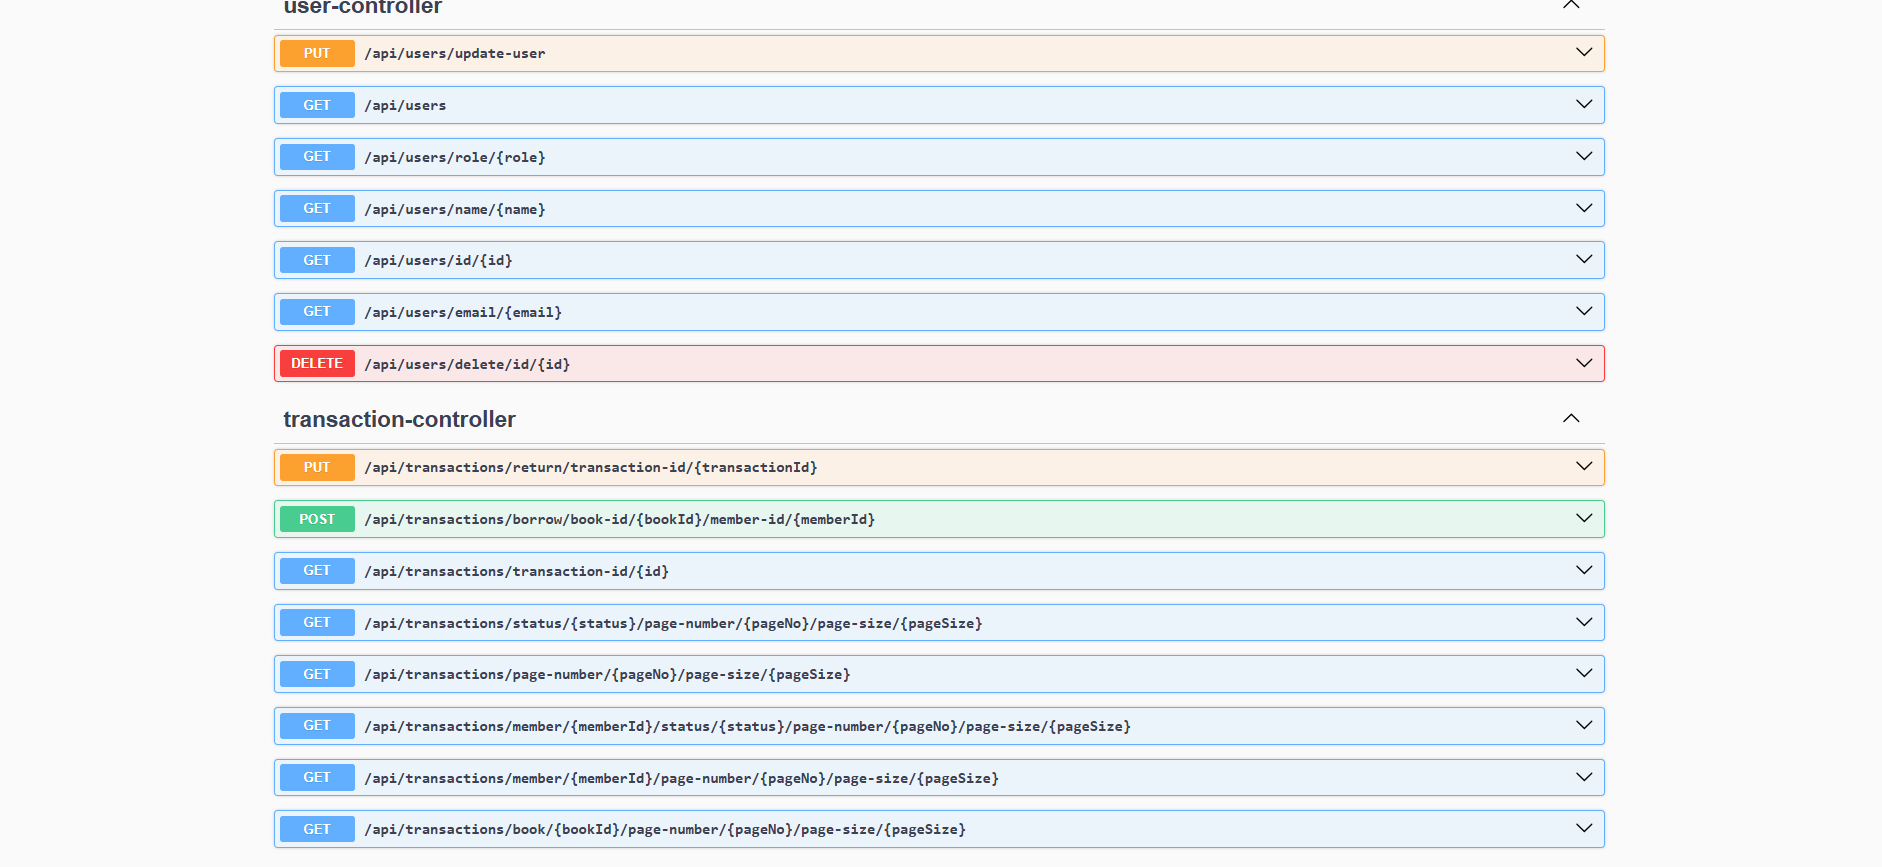 user-controller
PUT /api/users/update-user
GET /api/users
GET /api/users/role/{role}
GET /api/users/name/{name}
GET /api/users/id/{id}
GET /api/users/email/{email}
DELETE /api/users/delete/id/{id}
transaction-controller
PUT /api/transactions/return/transaction-id/{transactionId}
POST /api/transactions/borrow/book-id/{bookId}/member-id/{memberId}
GET /api/transactions/transaction-id/{id}
GET /api/transactions/status/{status}/page-number/{pageNo}/page-size/{pageSize}
GET /api/transactions/page-number/{pageNo}/page-size/{pageSize}
GET /api/transactions/member/{memberId}/status/{status}/page-number/{pageNo}/page-size/{pageSize}
GET /api/transactions/member/{memberId}/page-number/{pageNo}/page-size/{pageSize}
GET /api/transactions/book/{bookId}/page-number/{pageNo}/page-size/{pageSize}